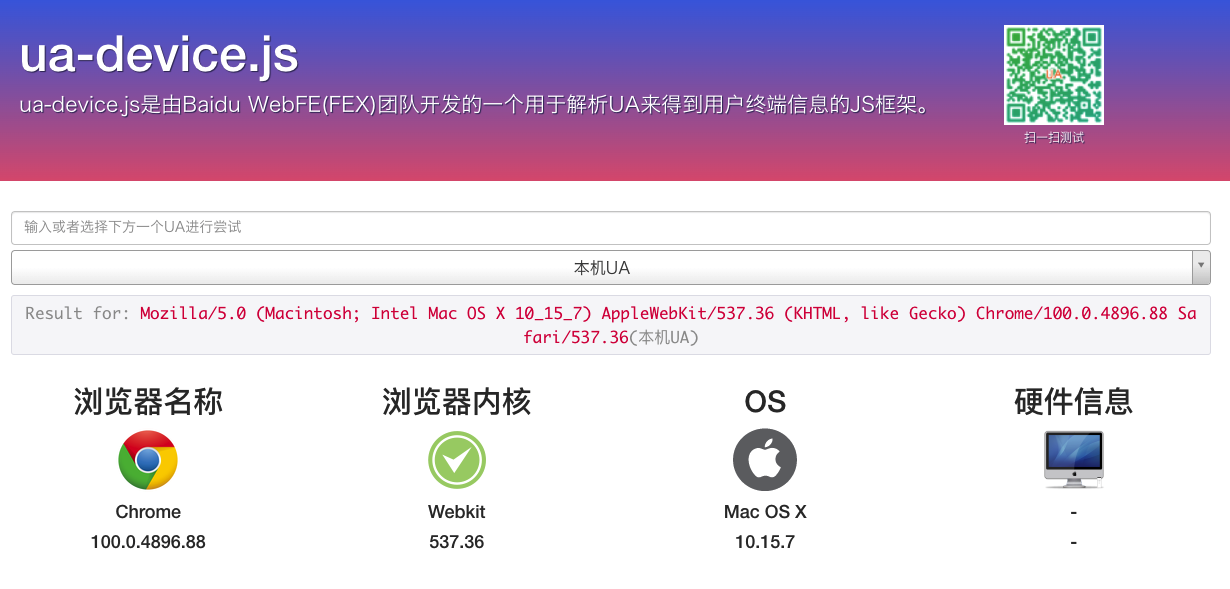 ua-device.js
ua-device.js是由Baidu WebFE(FEX)团队开发的一个用于解析UA来得到用户终端信息的JS框架。
UA
扫一扫测试
输入或者选择下方一个UA进行尝试
本机UA
Result for: Mozilla/5.0 (Macintosh; Intel Mac OS X 10_15_7) AppleWebKit/537.36 (KHTML, like Gecko) Chrome/100.0.4896.88 Sa
fari/537.36(本机UA)
浏览器名称 浏览器内核 OS 硬件信息
Chrome Webkit Mac OS X -
100.0.4896.88 537.36 10.15.7 -